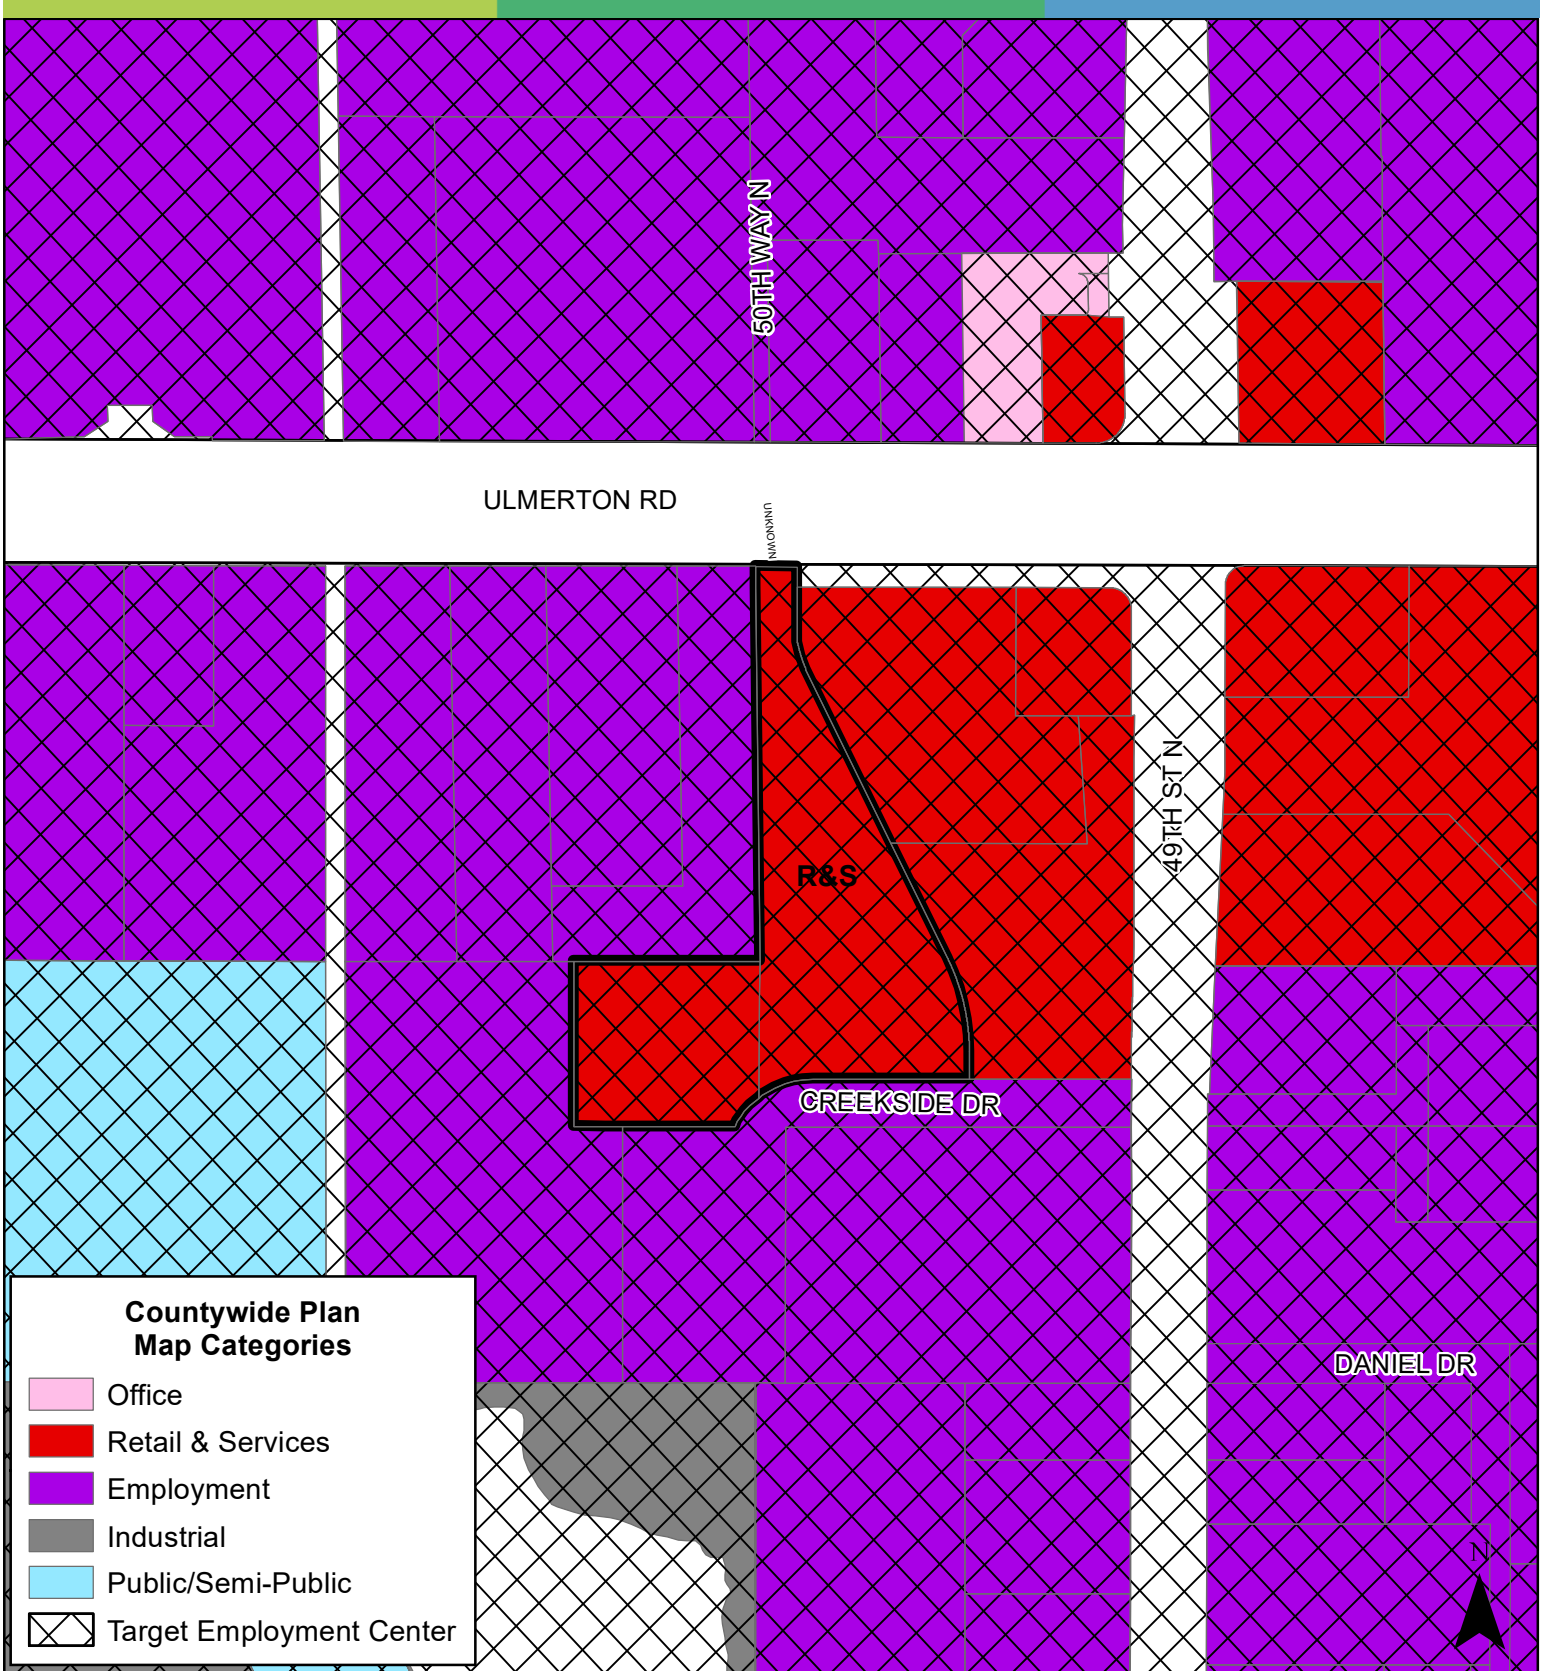 50TH WAY N
ULMERTON RD
UNKNOWN
49TH ST N
R&S
CREEKSIDE DR
Countywide Plan
Map Categories
Office
Retail & Services
Employment
Industrial
Public/Semi-Public
Target Employment Center
DANIEL DR
N